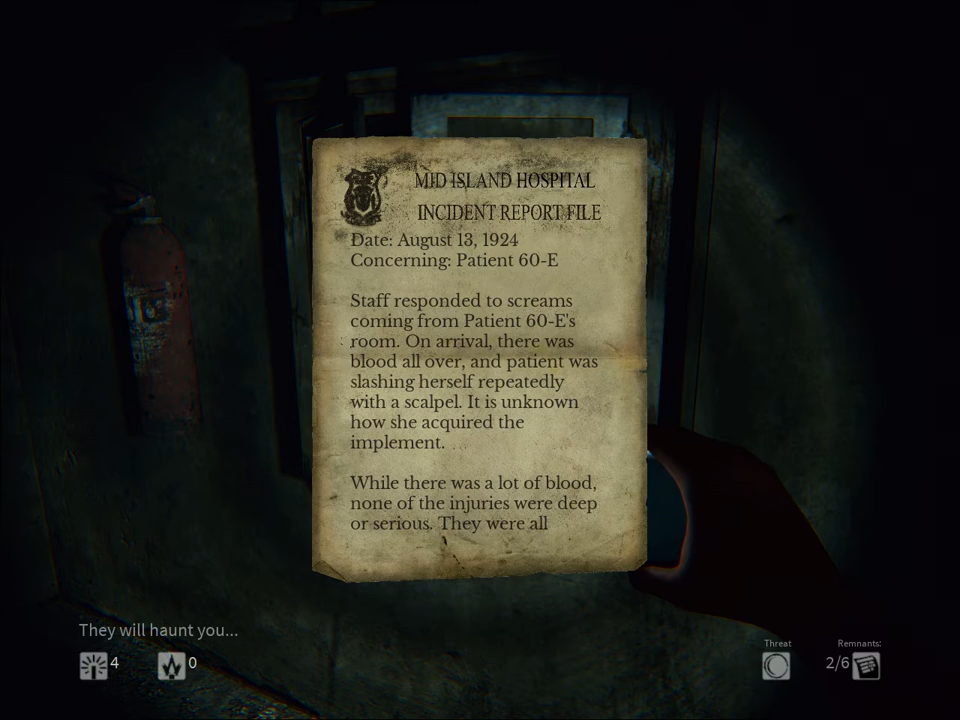 MID ISLAND HOSPITAL
INCIDENT REPORT FILE
Date: August 13, 1924
Concerning: Patient 60-E
Staff responded to screams
coming from Patient 60-E's
room. On arrival, there was
blood all over, and patient was
slashing herself repeatedly
with a scalpel. It is unknown
how she acquired the
implement.
While there was a lot of blood,
none of the injuries were deep
or serious. They were all
They will haunt you...
4
0
Threat
Remnants:
2/6